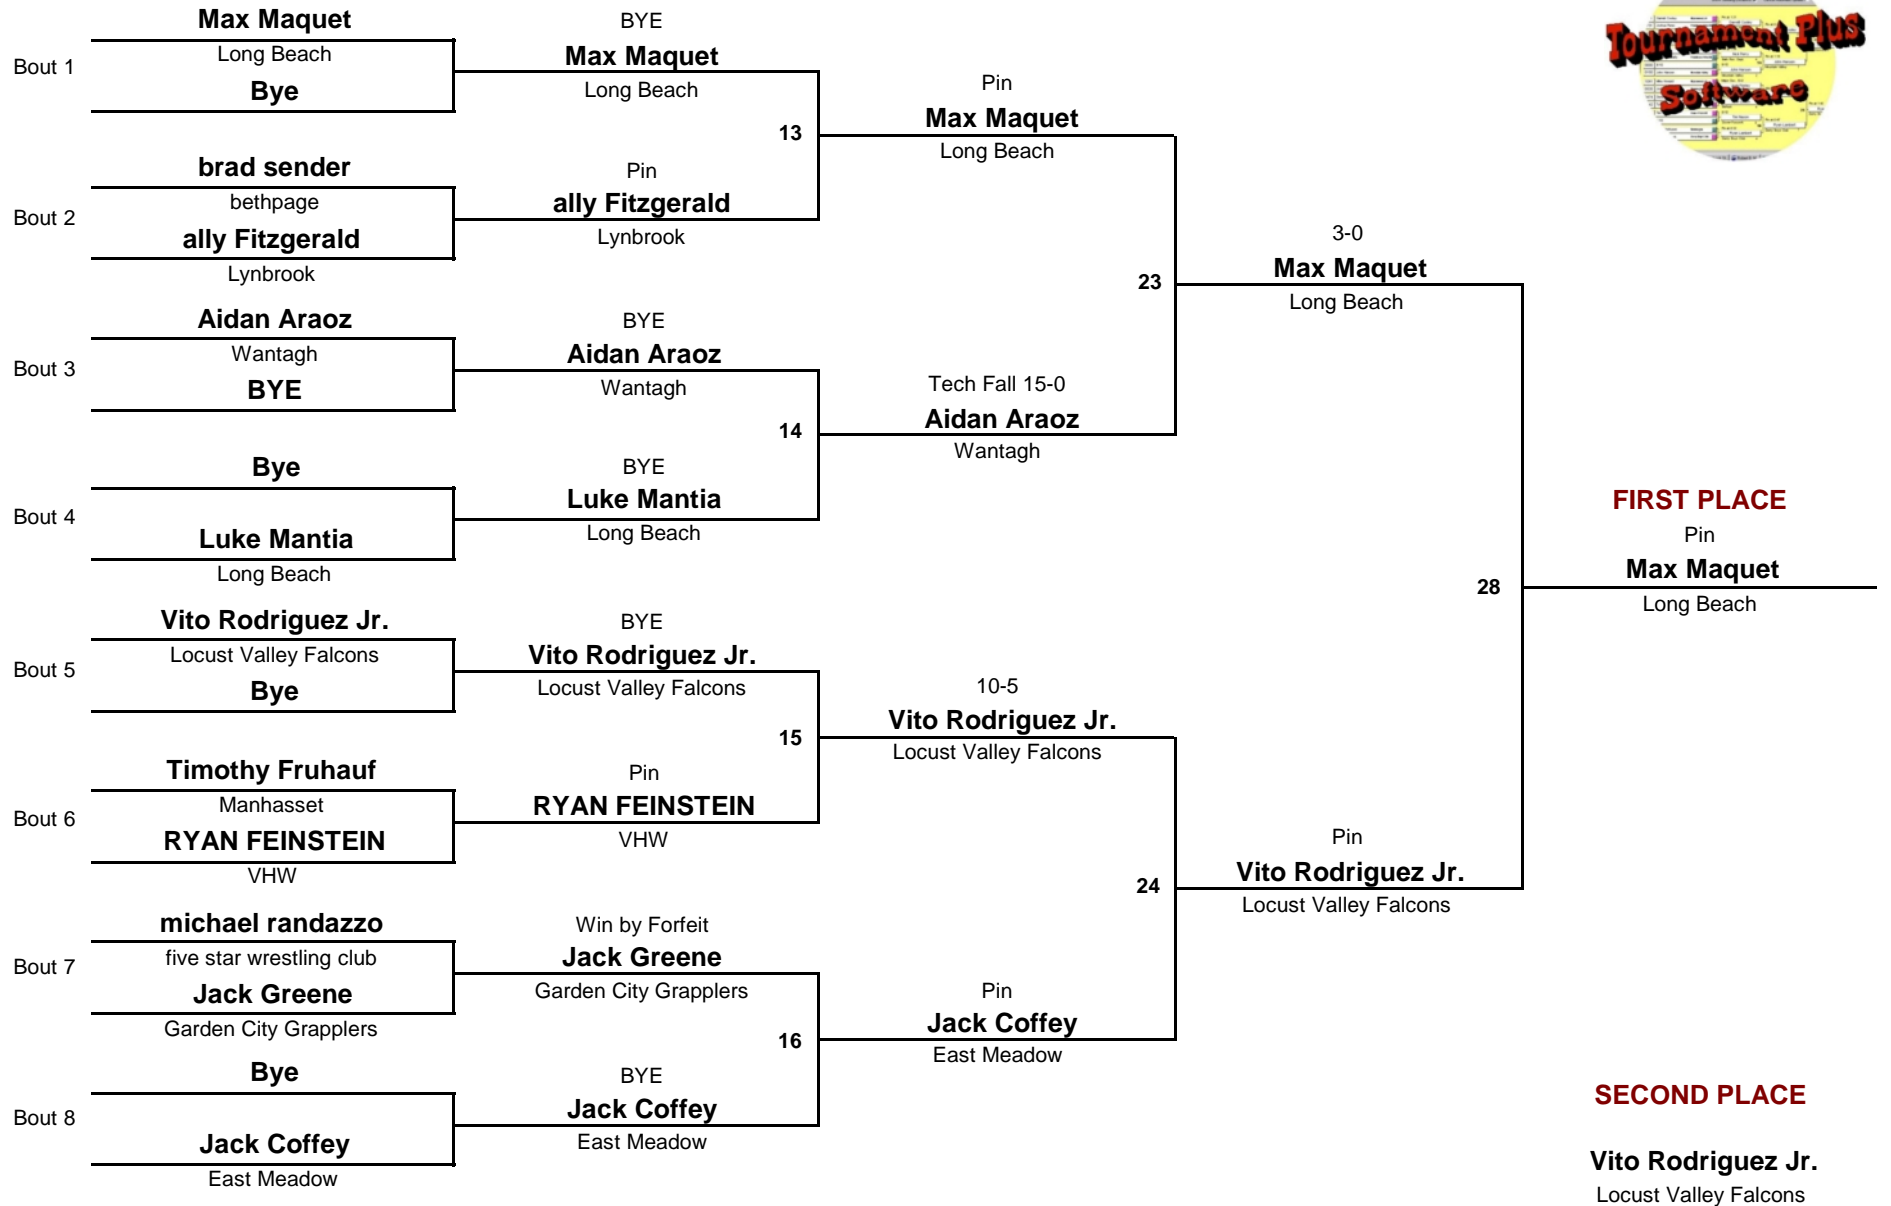 Max Maquet
Long Beach
Bout 1
Bye
brad sender
bethpage
Bout 2
ally Fitzgerald
Lynbrook
Aidan Araoz
Wantagh
Bout 3
BYE
Bye
Bout 4
Luke Mantia
Long Beach
Vito Rodriguez Jr.
Locust Valley Falcons
Bout 5
Bye
Timothy Fruhauf
Manhasset
Bout 6
RYAN FEINSTEIN
VHW
michael randazzo
five star wrestling club
Bout 7
Jack Greene
Garden City Grapplers
Bye
Bout 8
Jack Coffey
East Meadow
BYE
Max Maquet
Long Beach
13
Pin
ally Fitzgerald
Lynbrook
BYE
Aidan Araoz
Wantagh
14
BYE
Luke Mantia
Long Beach
BYE
Vito Rodriguez Jr.
Locust Valley Falcons
15
Pin
RYAN FEINSTEIN
VHW
Win by Forfeit
Jack Greene
Garden City Grapplers
16
BYE
Jack Coffey
East Meadow
Pin
Max Maquet
Long Beach
23
Tech Fall 15-0
Aidan Araoz
Wantagh
10-5
Vito Rodriguez Jr.
Locust Valley Falcons
24
Pin
Jack Coffey
East Meadow
3-0
Max Maquet
Long Beach
28
Pin
Vito Rodriguez Jr.
Locust Valley Falcons
Tournament Plus
Software
FIRST PLACE
Pin
Max Maquet
Long Beach
SECOND PLACE
Vito Rodriguez Jr.
Locust Valley Falcons